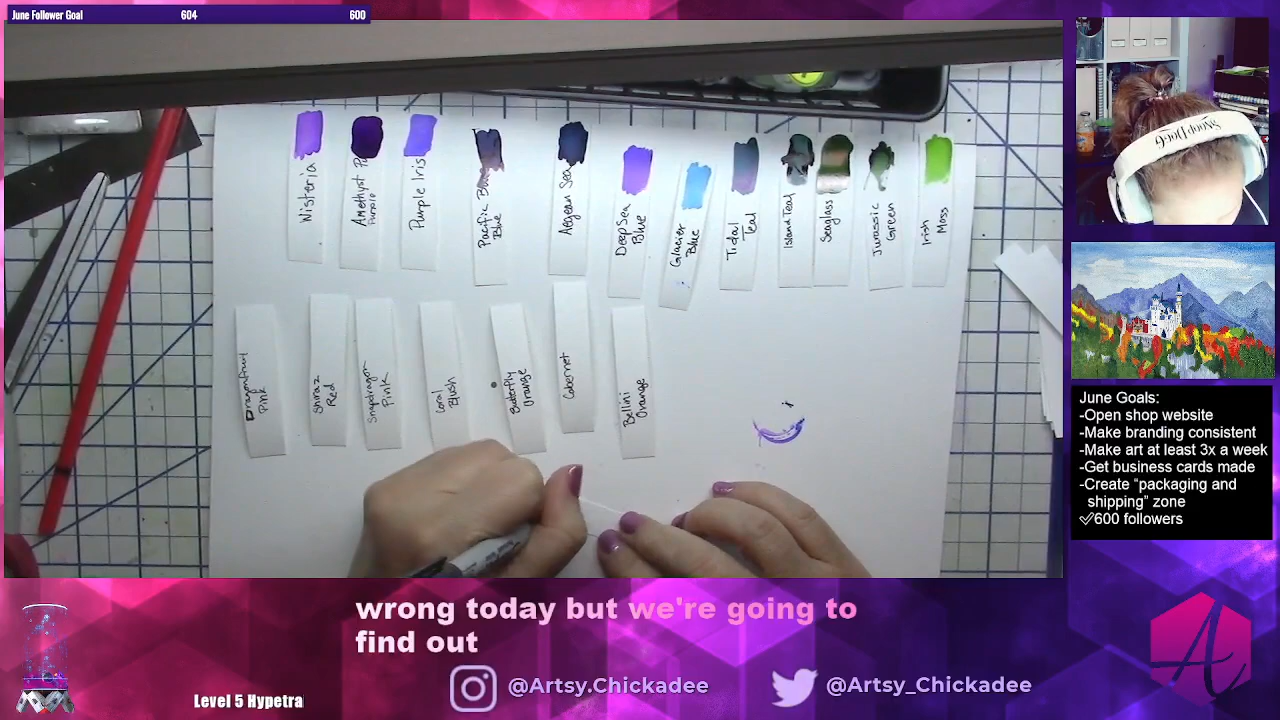 June Follower Goal 604 600
Wisteria
Amethyst
Purple
Purple Iris
Pacific
Blue
Aegean Sea
DeepSea
Blue
Glacier
Blue
Tidal
Teal
Island Teal
Seaglass
Jurassic
Green
Irish
Moss
Dragonfruit
Pink
Shiraz
Red
Snapdragon
Pink
Coral
Blush
Butterfly
Orange
Cabernet
Bellini
Orange
Snoop Dogg
June Goals:
-Open shop website
-Make branding consistent
-Make art at least 3x a week
-Get business cards made
-Create "packaging and
shipping" zone
✓600 followers
wrong today but we're going to
find out
@Artsy.Chickadee
@Artsy_Chickadee
Level 5 Hypetra
A